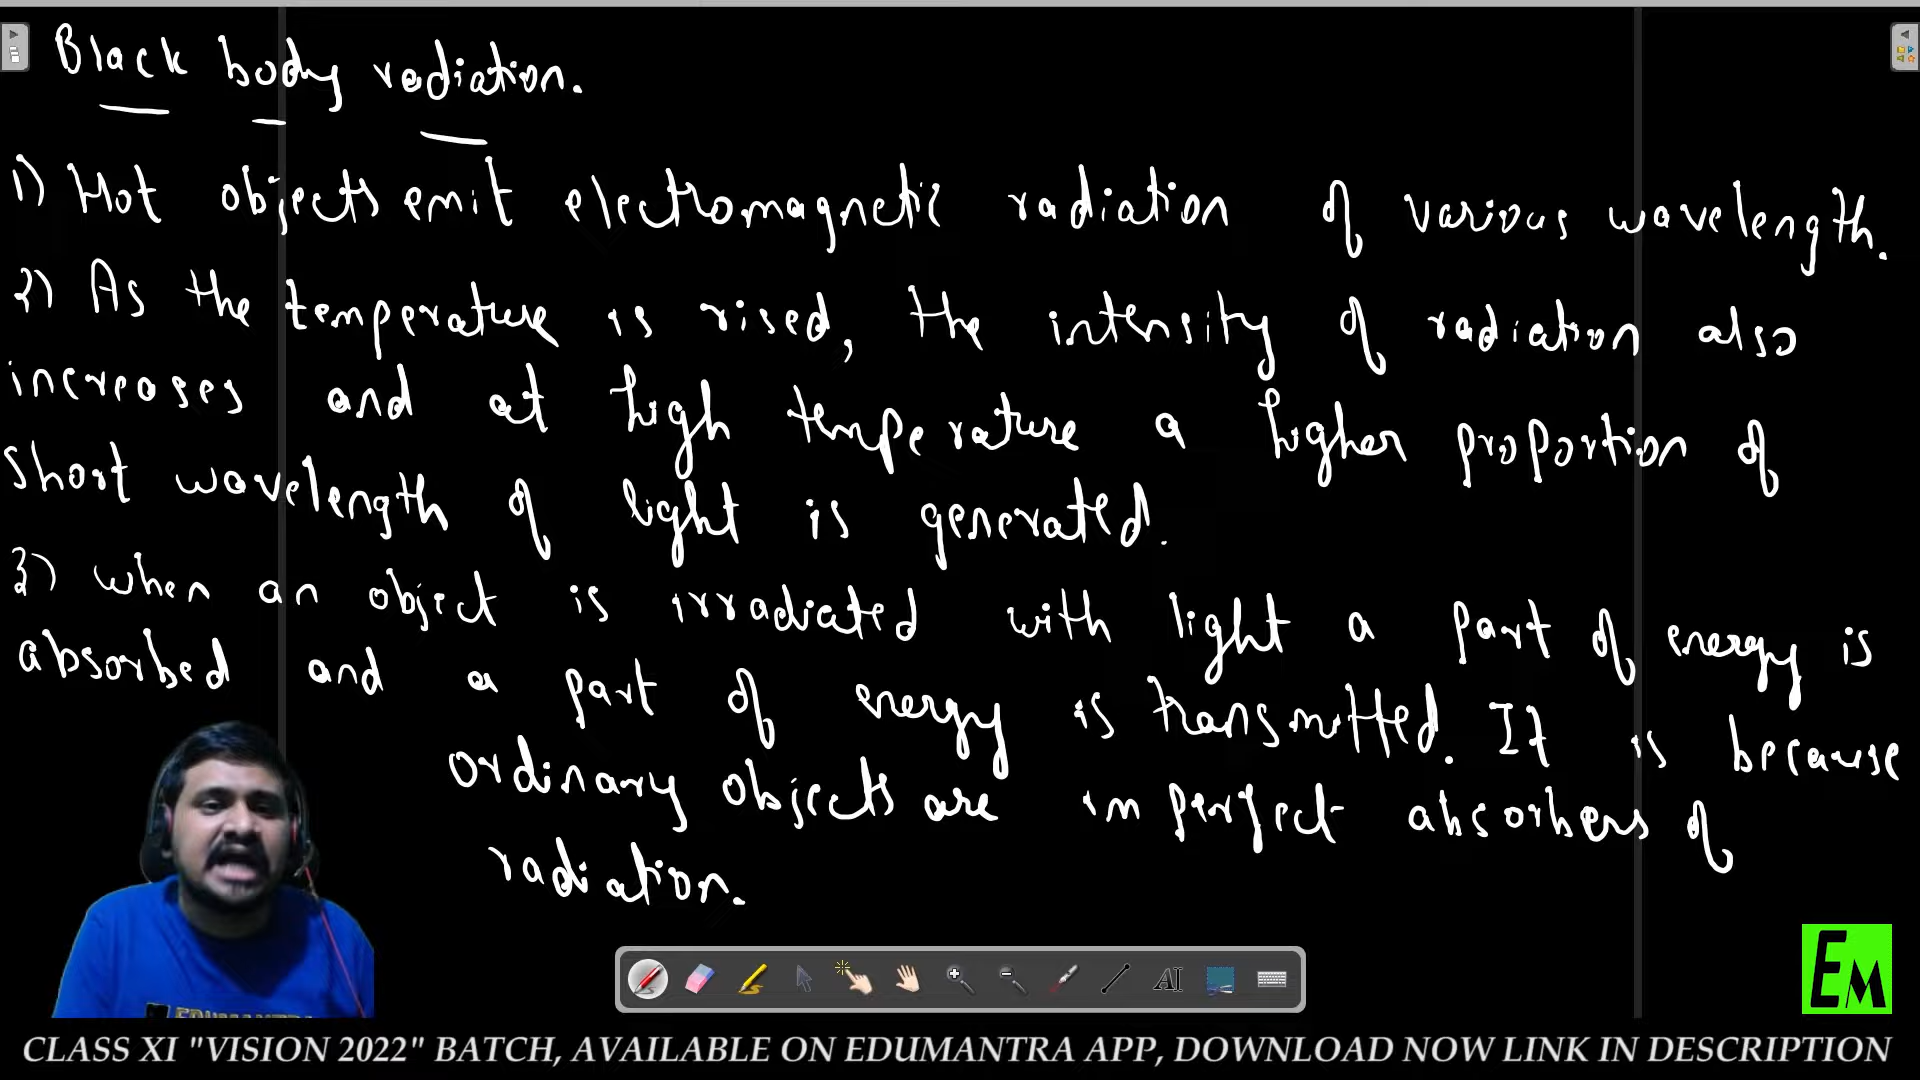 Black body radiation.
1) Hot objects emit electromagnetic radiation of various wavelength.
2) As the temperature is rised, the intensity of radiation also
increases and at high temperature a higher proportion of
short wavelength of light is generated.
3) When an object is irradiated with light a part of energy is
absorbed and a part of energy is transmitted. It is because
ordinary objects are imperfect absorbers of
radiation.
AI
EM
CLASS XI "VISION 2022" BATCH, AVAILABLE ON EDUMANTRA APP, DOWNLOAD NOW LINK IN DESCRIPTION